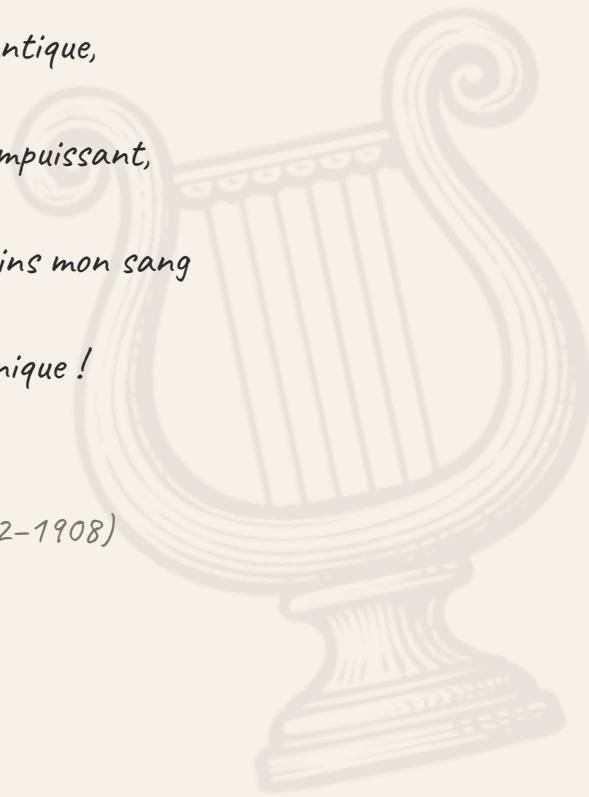 ntique,
mpuissant,
ins mon sang
nique !
2–1908)